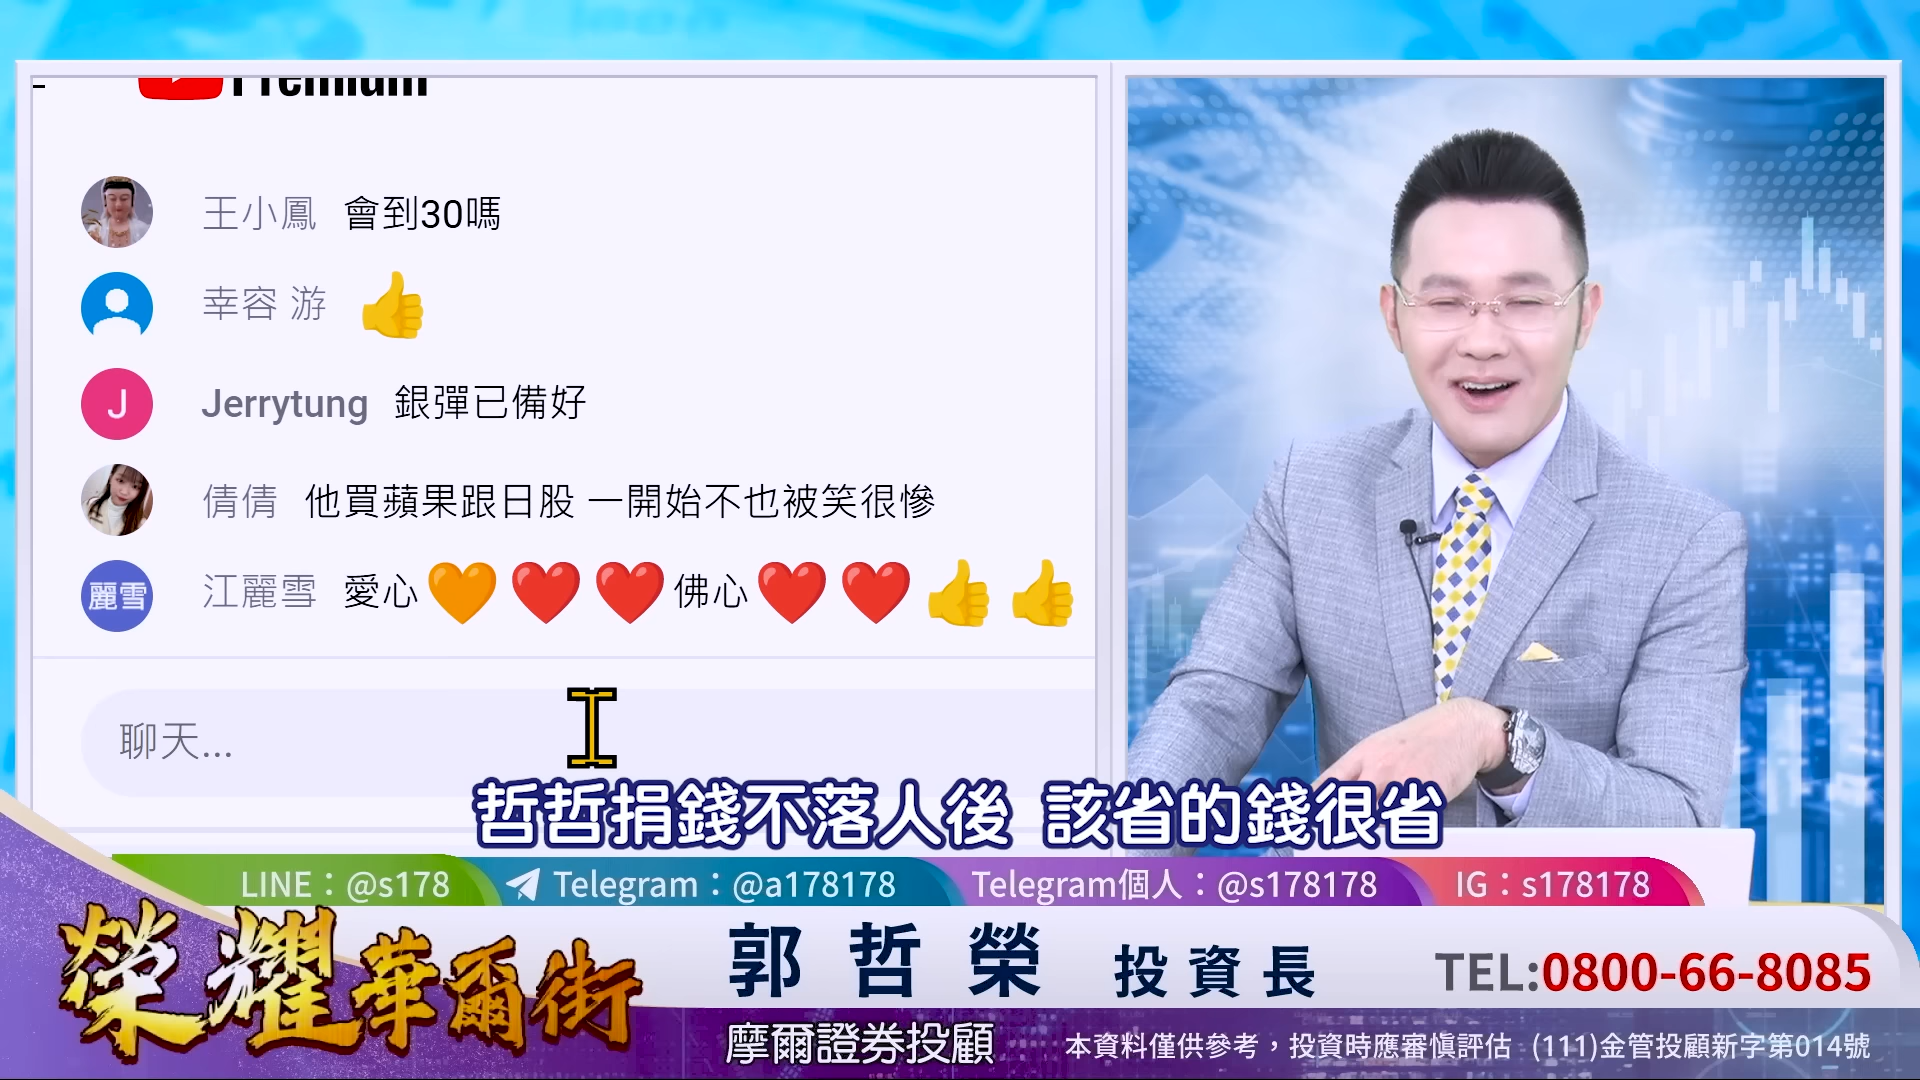 Premium
王小鳳 會到30嗎
幸容 游 👍
J Jerrytung 銀彈已備好
倩倩 他買蘋果跟日股 一開始不也被笑很慘
麗雪 江麗雪 愛心🧡❤️❤️佛心❤️❤️👍👍
聊天...
哲哲捐錢不落人後 該省的錢很省
LINE：@s178 Telegram：@a178178 Telegram個人：@s178178 IG：s178178
榮耀華爾街
郭哲榮 投資長 TEL:0800-66-8085
摩爾證券投顧 本資料僅供參考，投資時應審慎評估 (111)金管投顧新字第014號